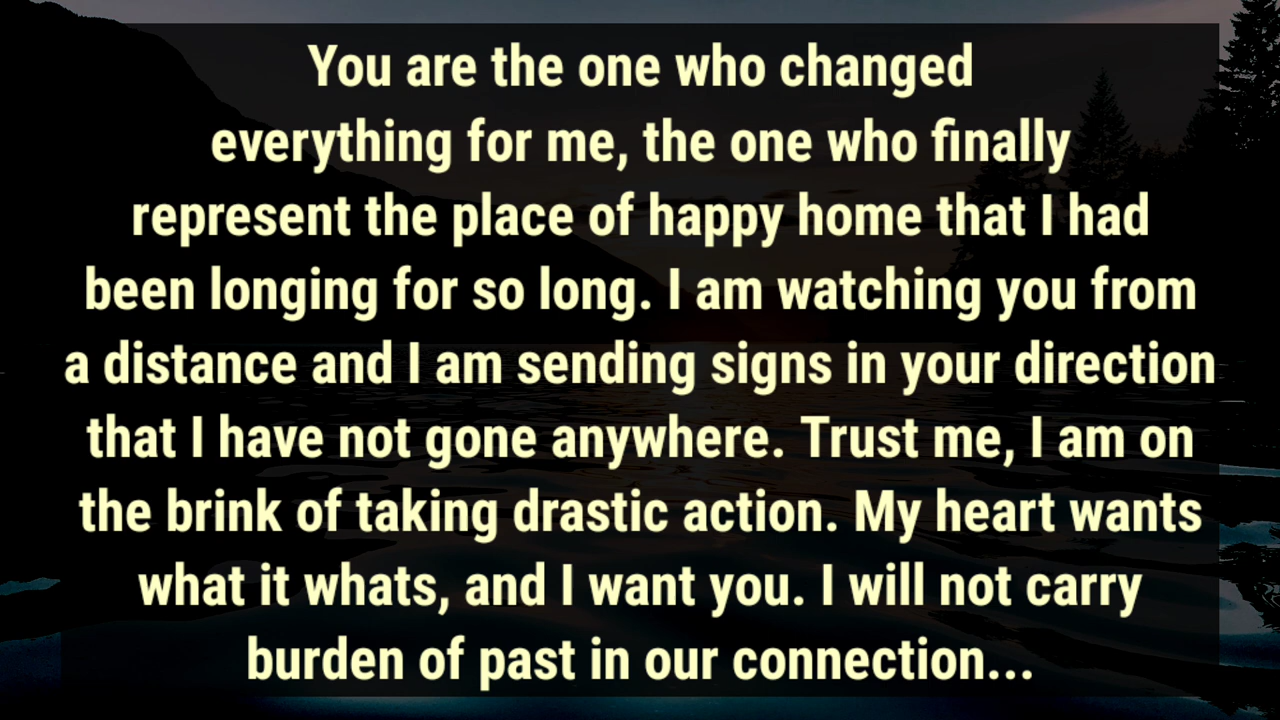 You are the one who changed
everything for me, the one who finally
represent the place of happy home that I had
been longing for so long. I am watching you from
a distance and I am sending signs in your direction
that I have not gone anywhere. Trust me, I am on
the brink of taking drastic action. My heart wants
what it whats, and I want you. I will not carry
burden of past in our connection...